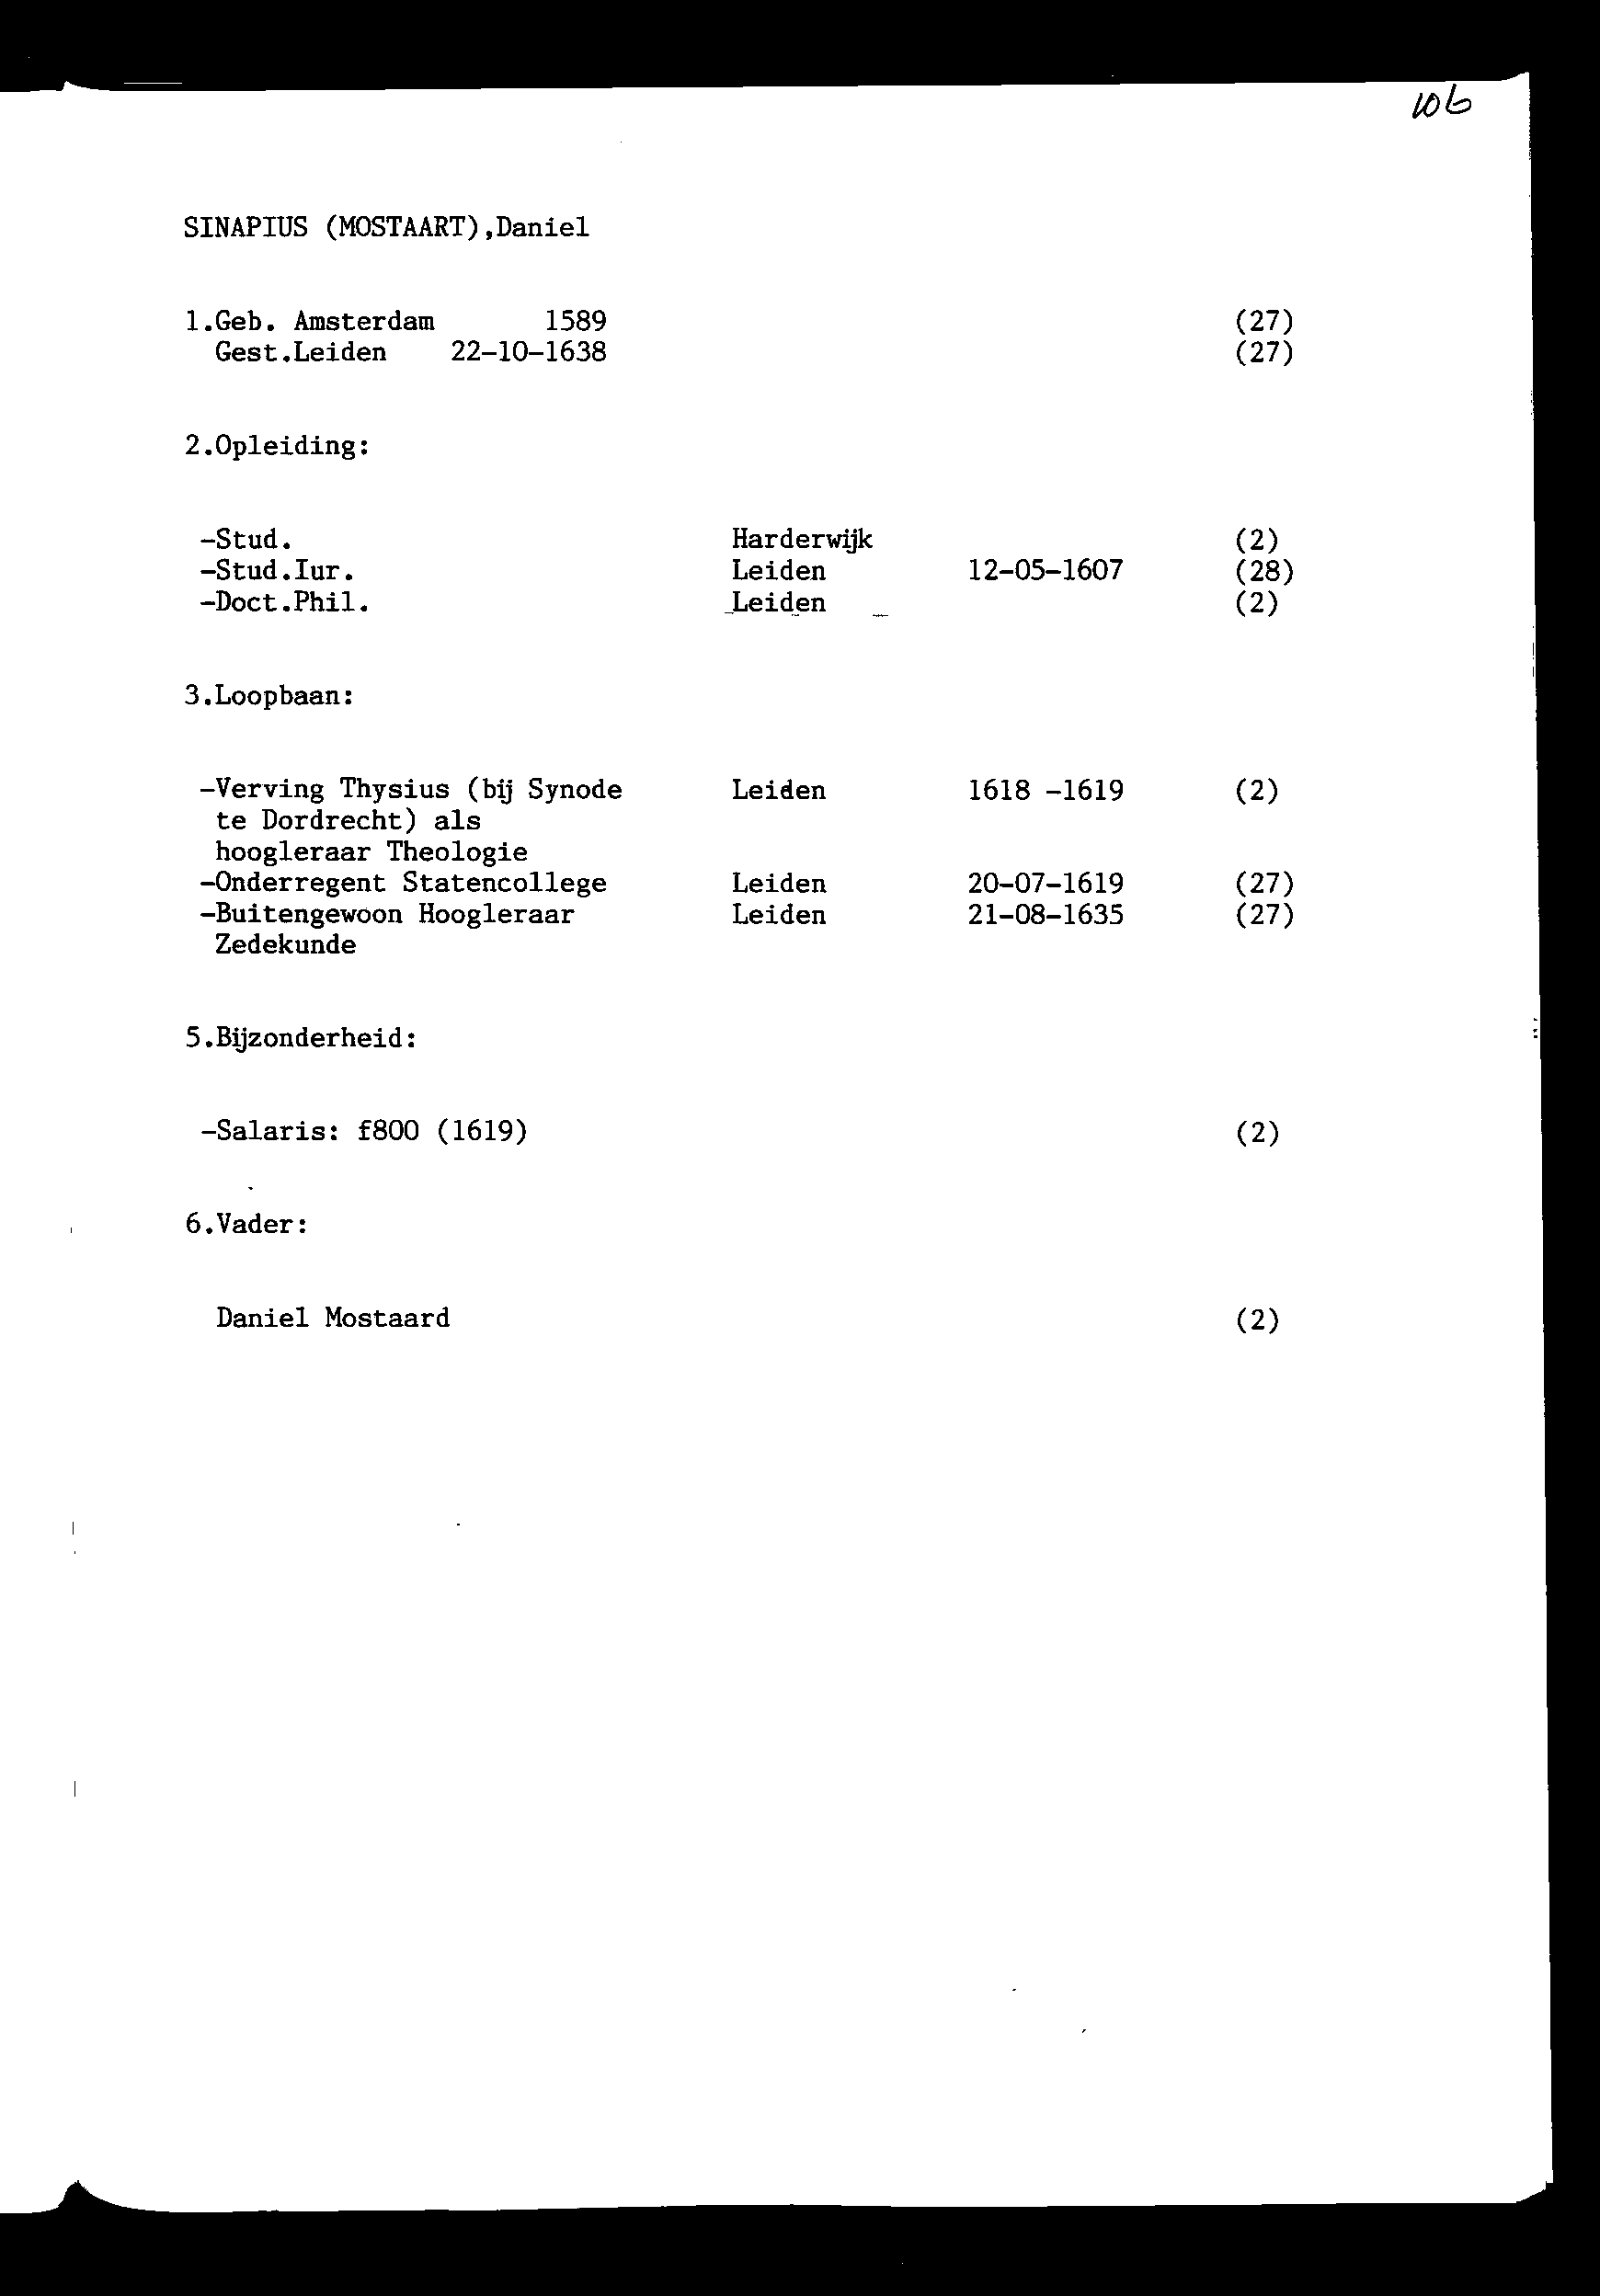 106
SINAPIUS (MOSTAART),Daniel
1.Geb. Amsterdam 1589 (27)
Gest.Leiden 22-10-1638 (27)
2.Opleiding:
-Stud. Harderwijk (2)
-Stud.Iur. Leiden 12-05-1607 (28)
-Doct.Phil. Leiden (2)
3.Loopbaan:
-Verving Thysius (bij Synode Leiden 1618 -1619 (2)
te Dordrecht) als
hoogleraar Theologie
-Onderregent Statencollege Leiden 20-07-1619 (27)
-Buitengewoon Hoogleraar Leiden 21-08-1635 (27)
Zedekunde
5.Bijzonderheid:
-Salaris: f800 (1619) (2)
6.Vader:
Daniel Mostaard (2)